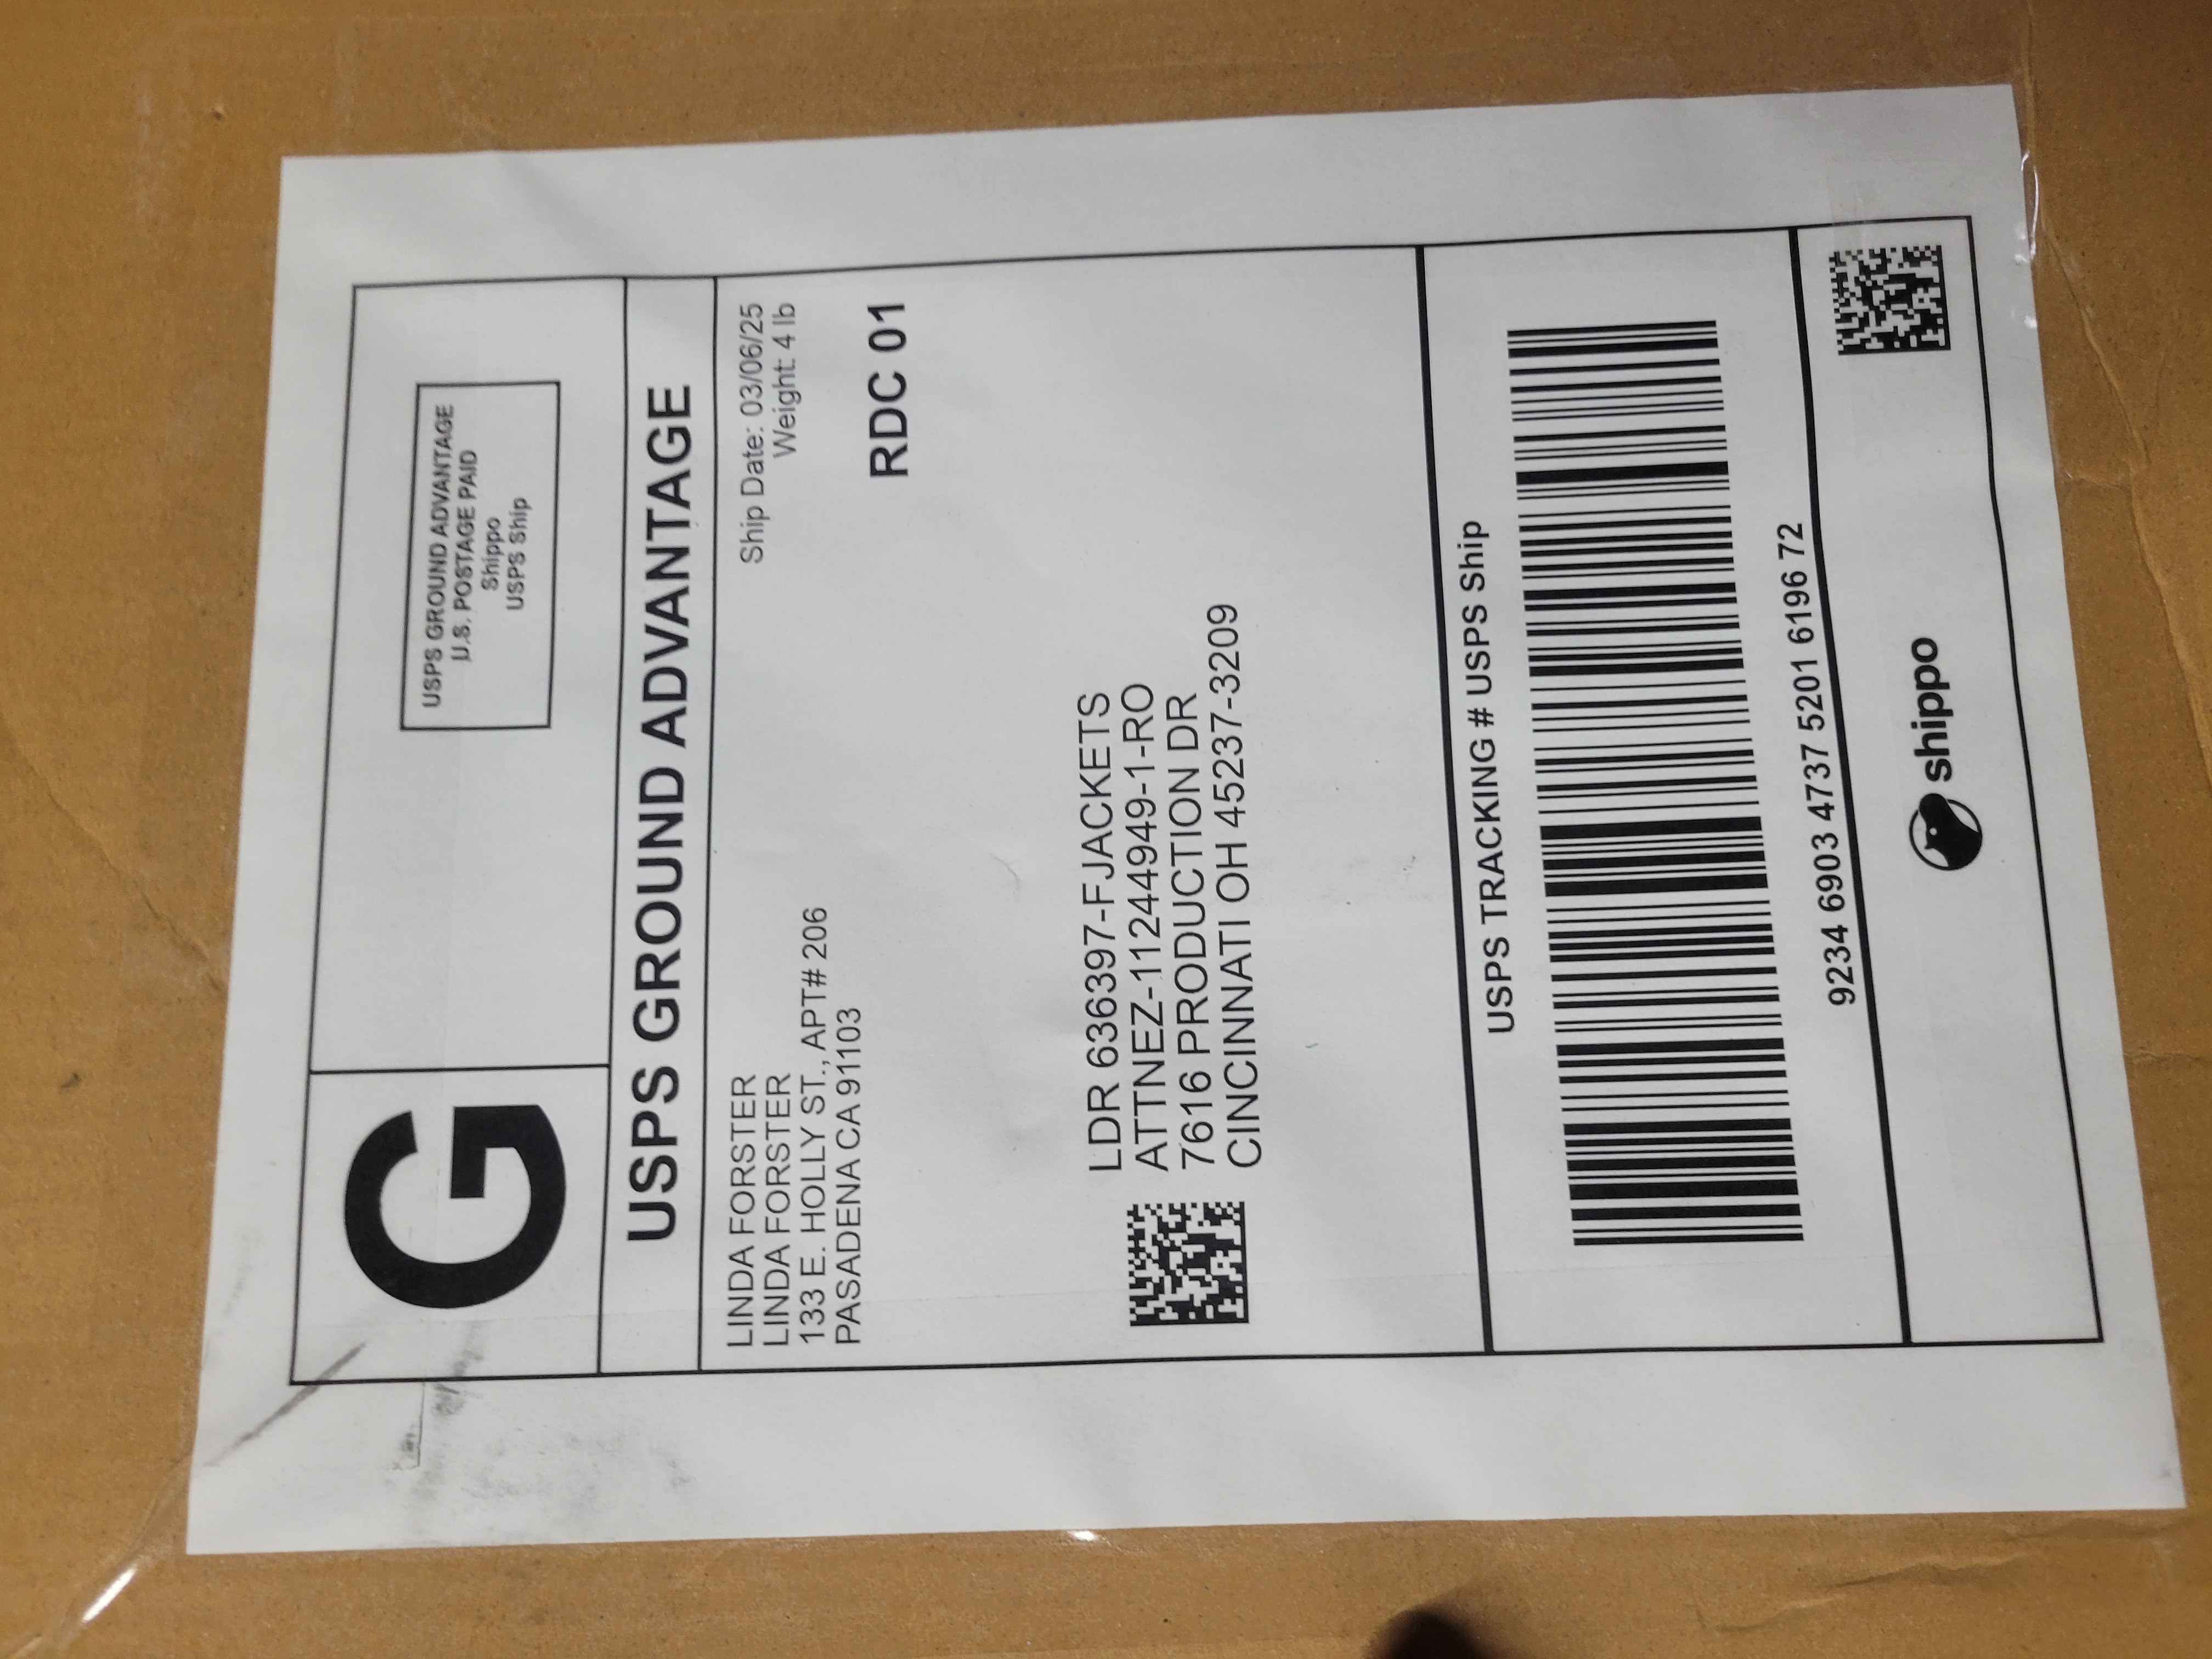 G
USPS GROUND ADVANTAGE
U.S. POSTAGE PAID
Shippo
USPS Ship
USPS GROUND ADVANTAGE
LINDA FORSTER
LINDA FORSTER
133 E. HOLLY ST., APT# 206
PASADENA CA 91103
Ship Date: 03/06/25
Weight: 4 lb
RDC 01
LDR 636397-FJACKETS
ATTNEZ-11244949-1-RO
7616 PRODUCTION DR
CINCINNATI OH 45237-3209
USPS TRACKING # USPS Ship
9234 6903 4737 5201 6196 72
shippo